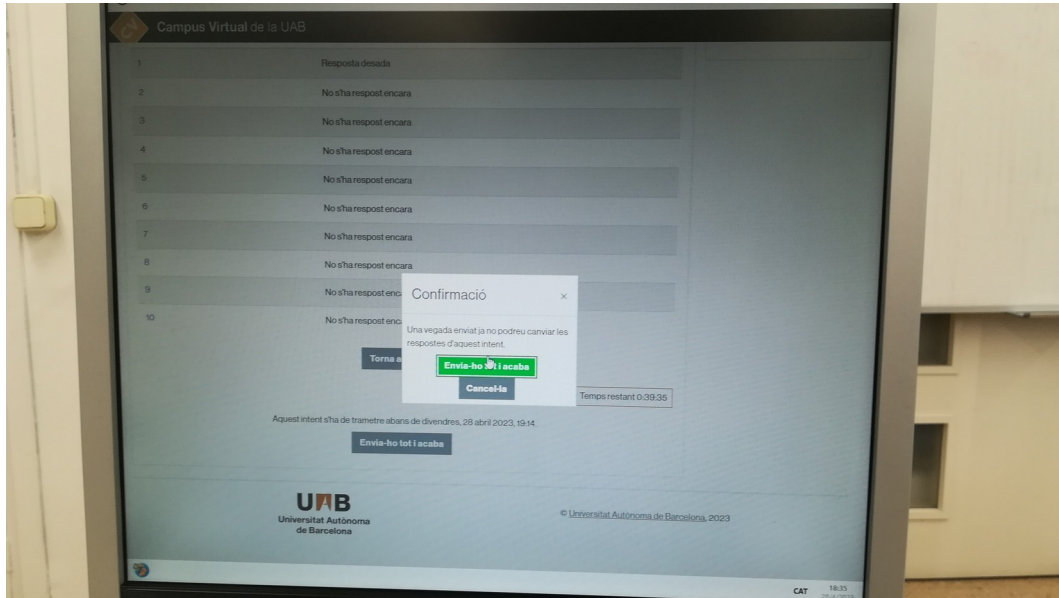 Campus Virtual de la UAB
1 Resposta desada
2 No s'ha respost encara
3 No s'ha respost encara
4 No s'ha respost encara
5 No s'ha respost encara
6 No s'ha respost encara
7 No s'ha respost encara
8 No s'ha respost encara
9 No s'ha respost enc
10 No s'ha respost enc
Confirmació ×
Una vegada enviat ja no podreu canviar les
respostes d'aquest intent.
Envia-ho tot i acaba
Cancel·la
Torna a
Temps restant 0:39:35
Aquest intent s'ha de trametre abans de divendres, 28 abril 2023, 19:14.
Envia-ho tot i acaba
UAB
Universitat Autònoma
de Barcelona
© Universitat Autònoma de Barcelona, 2023
CAT 18:35